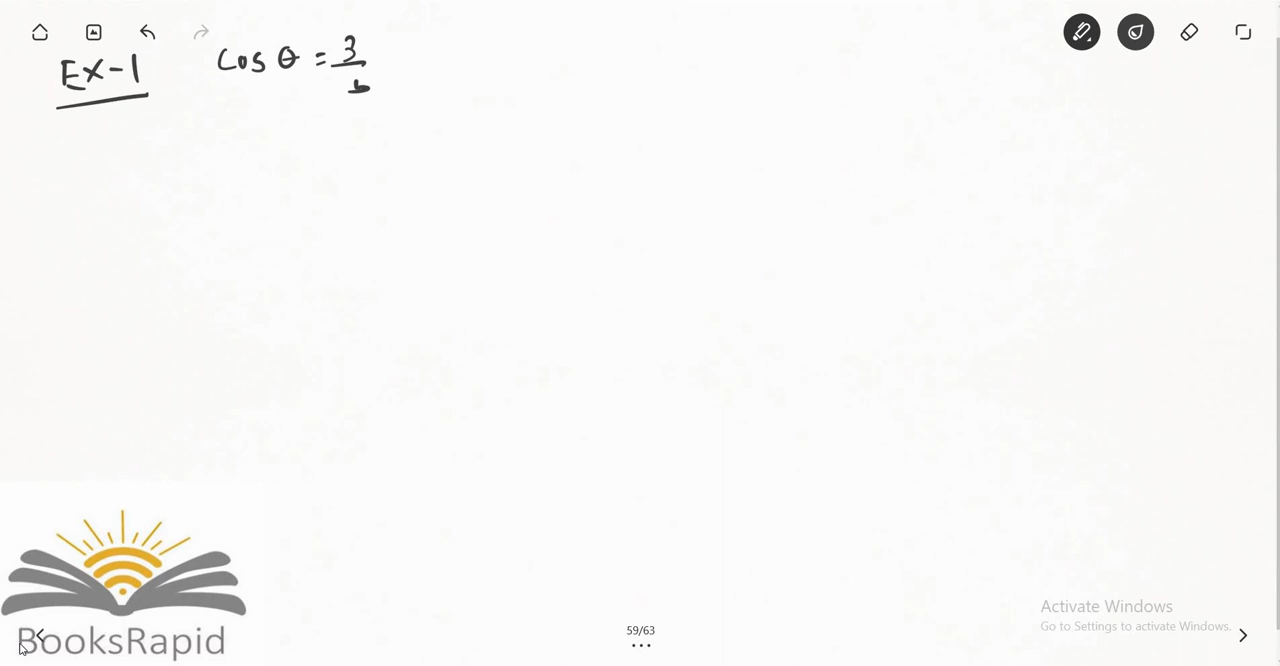 Ex-1 Cos θ = 3/
BooksRapid
59/63
Activate Windows
Go to Settings to activate Windows.